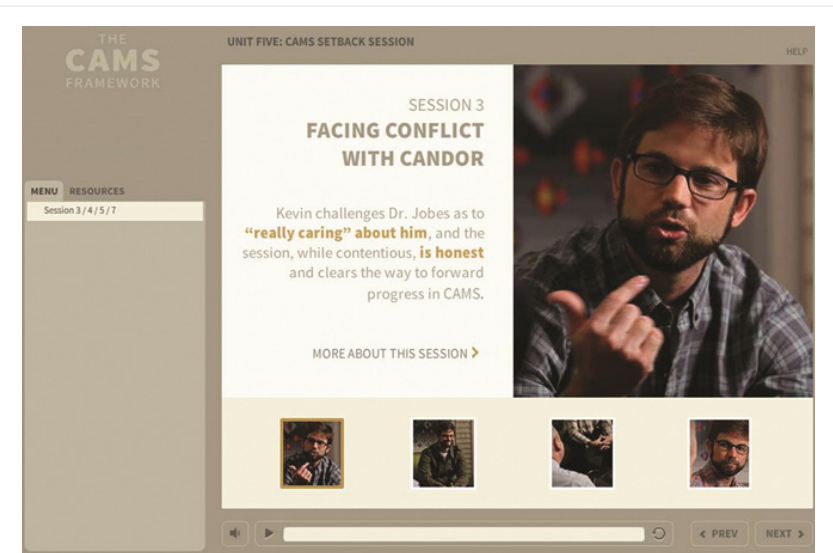 THE
CAMS
FRAMEWORK
UNIT FIVE: CAMS SETBACK SESSION
HELP
MENU RESOURCES
Session 3 / 4 / 5 / 7
SESSION 3
FACING CONFLICT
WITH CANDOR
Kevin challenges Dr. Jobes as to
“really caring” about him, and the
session, while contentious, is honest
and clears the way to forward
progress in CAMS.
MORE ABOUT THIS SESSION
PREV NEXT